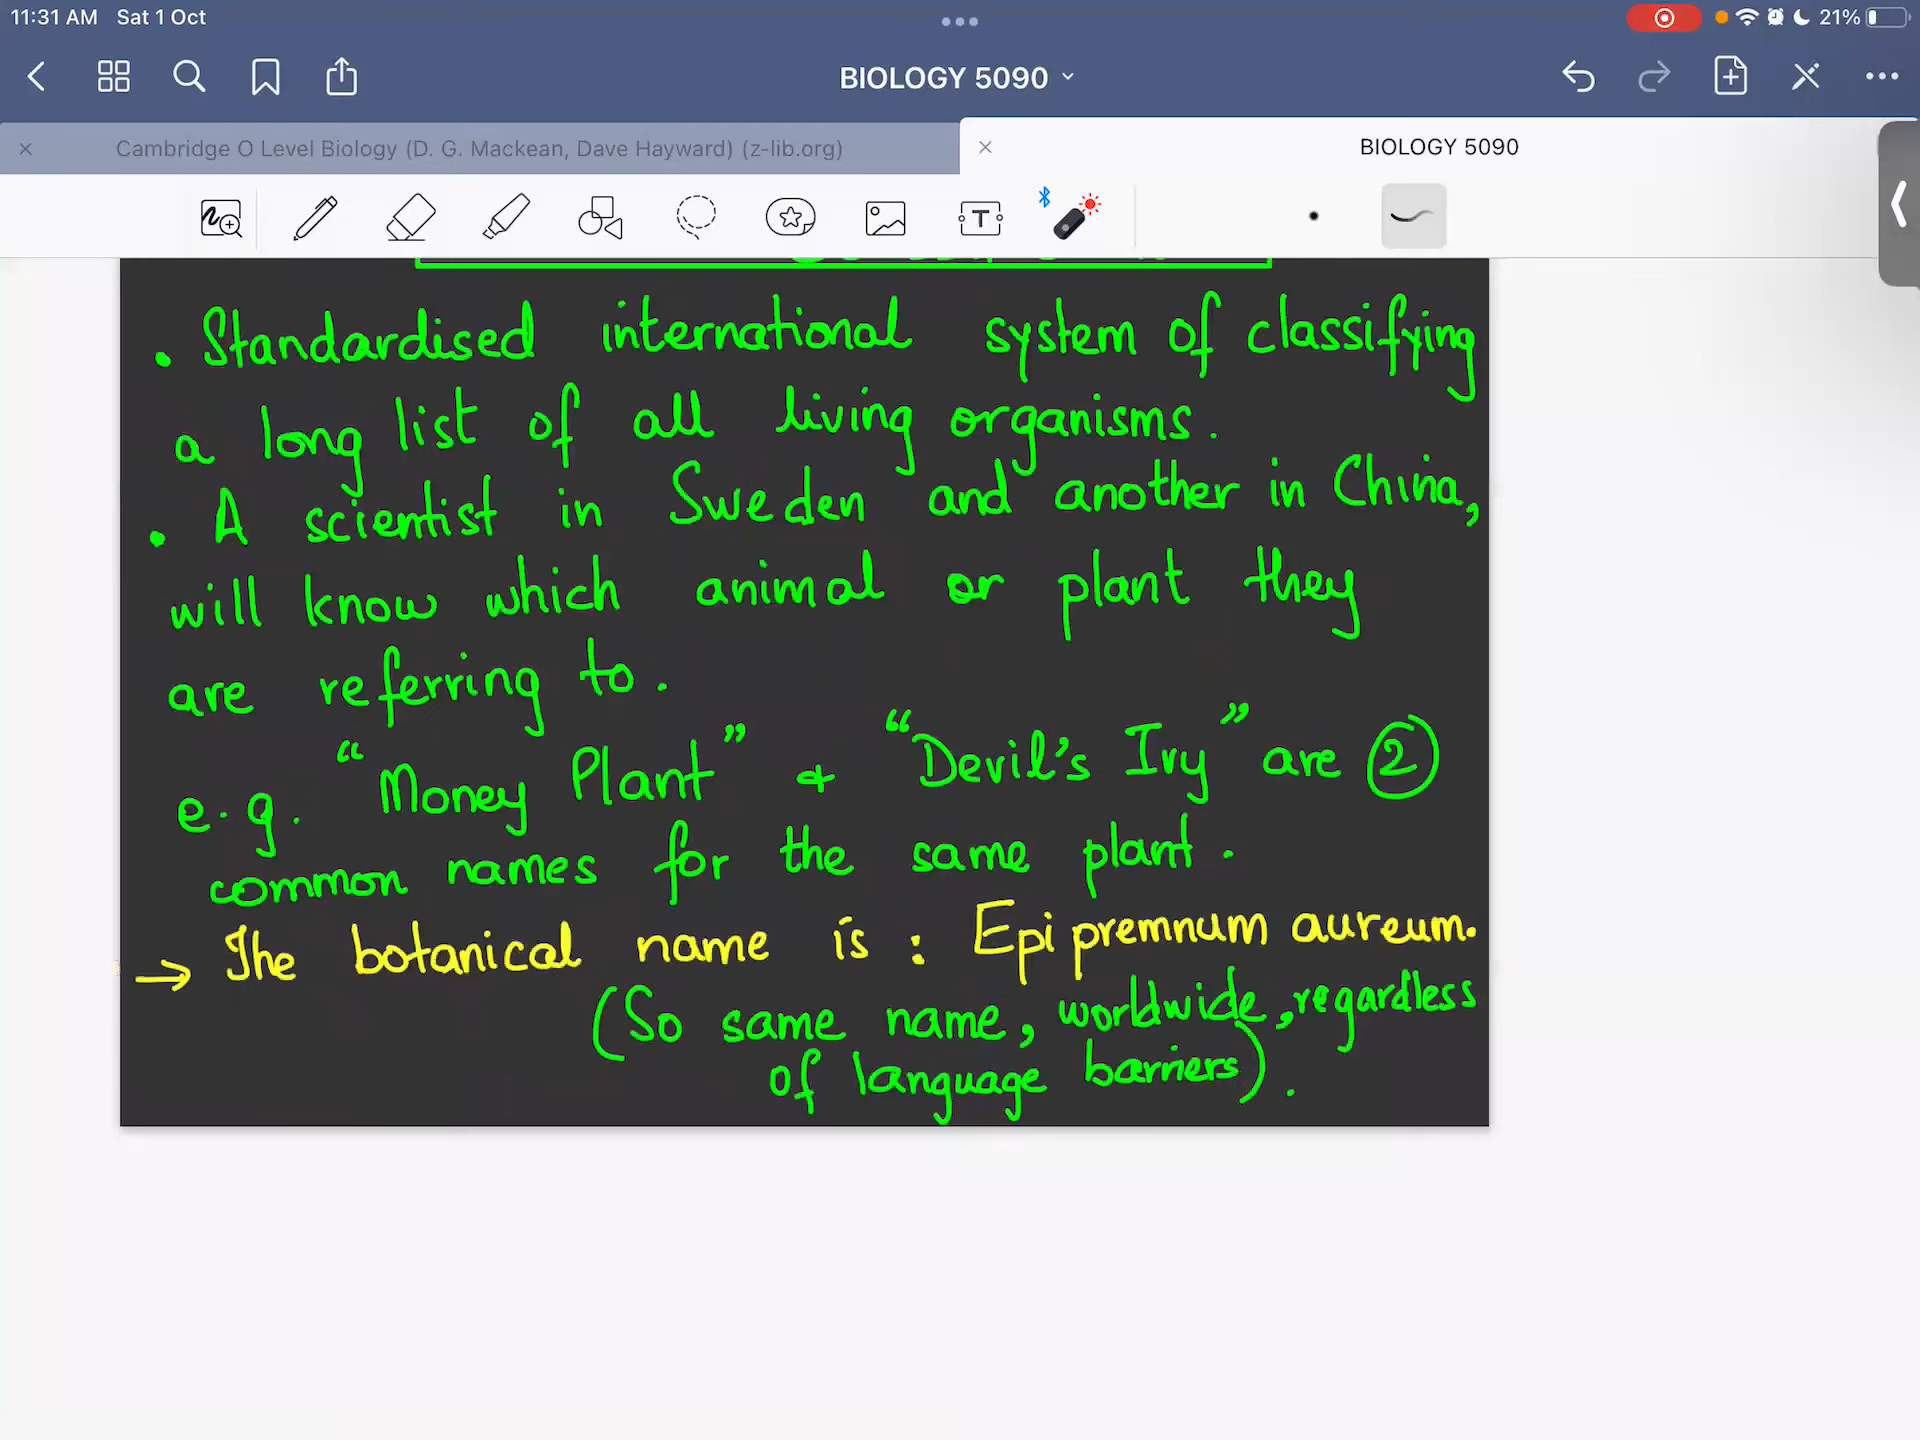 11:31 AM Sat 1 Oct
21%
BIOLOGY 5090
Cambridge O Level Biology (D. G. Mackean, Dave Hayward) (z-lib.org)
BIOLOGY 5090
• Standardised international system of classifying
a long list of all living organisms.
• A scientist in Sweden and another in China,
will know which animal or plant they
are referring to.
e.g. "Money Plant" & "Devil's Ivy" are 2
common names for the same plant.
→ The botanical name is : Epipremnum aureum.
(So same name, worldwide, regardless
of language barriers).